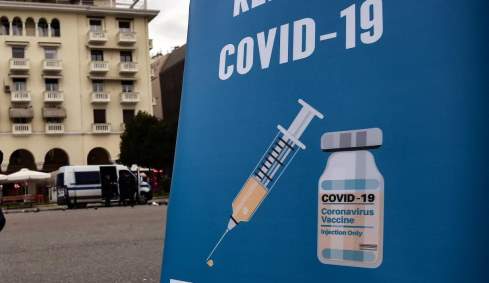 COVID-19
COVID-19
Coronavirus
Vaccine
Injection Only